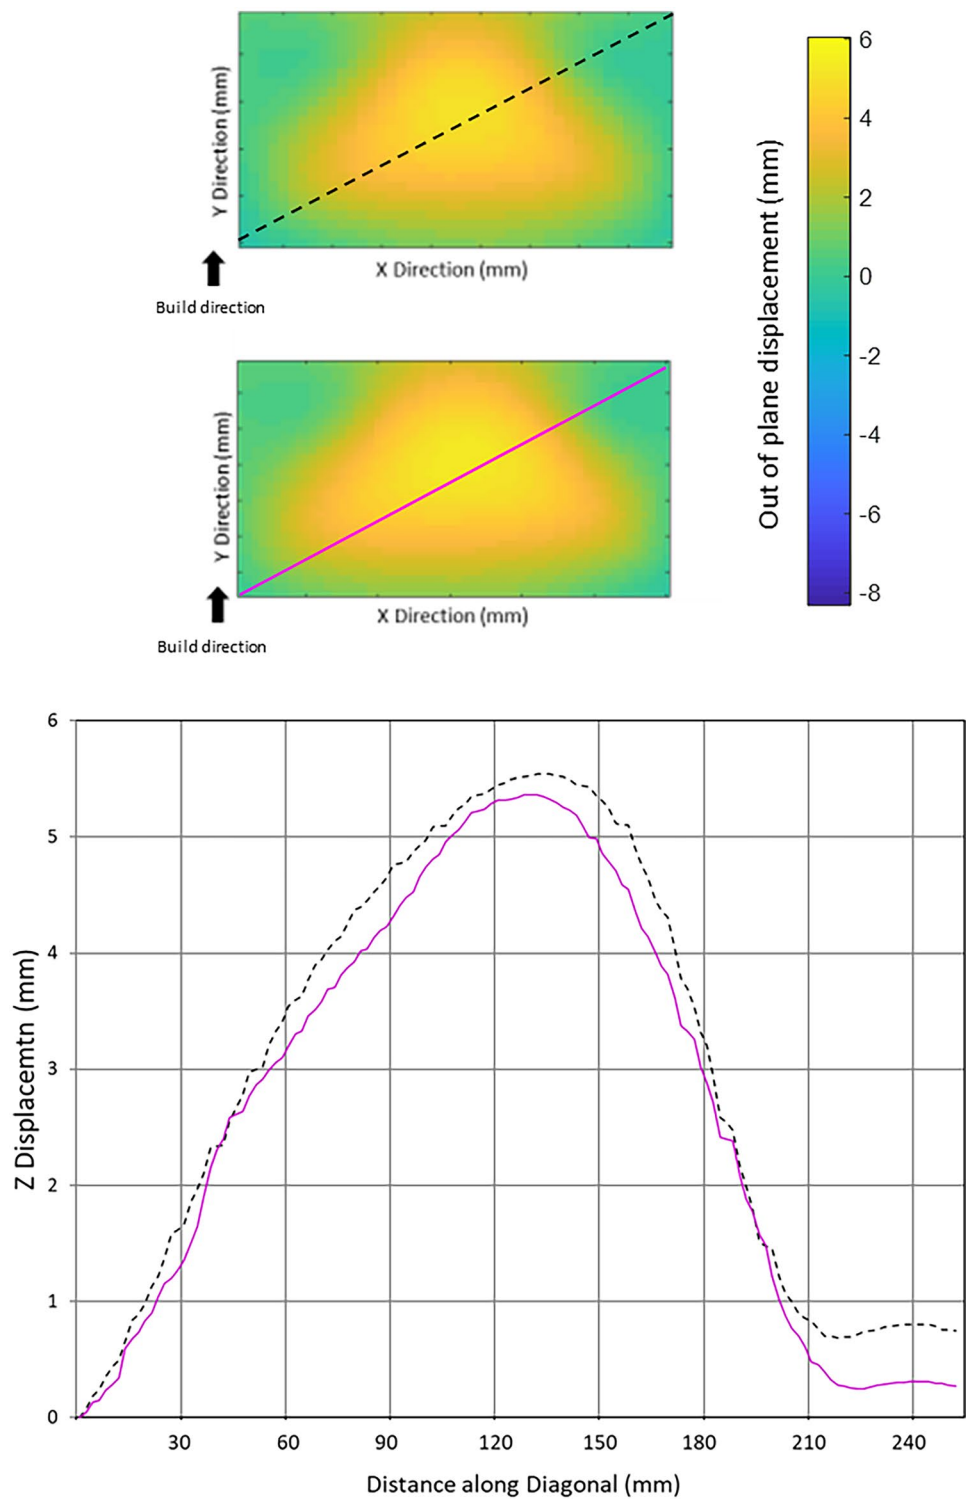 Y Direction (mm)
X Direction (mm)
Build direction
Y Direction (mm)
X Direction (mm)
Build direction
Out of plane displacement (mm)
6
4
2
0
-2
-4
-6
-8
Z Displacemtn (mm)
6
5
4
3
2
1
0
30 60 90 120 150 180 210 240
Distance along Diagonal (mm)